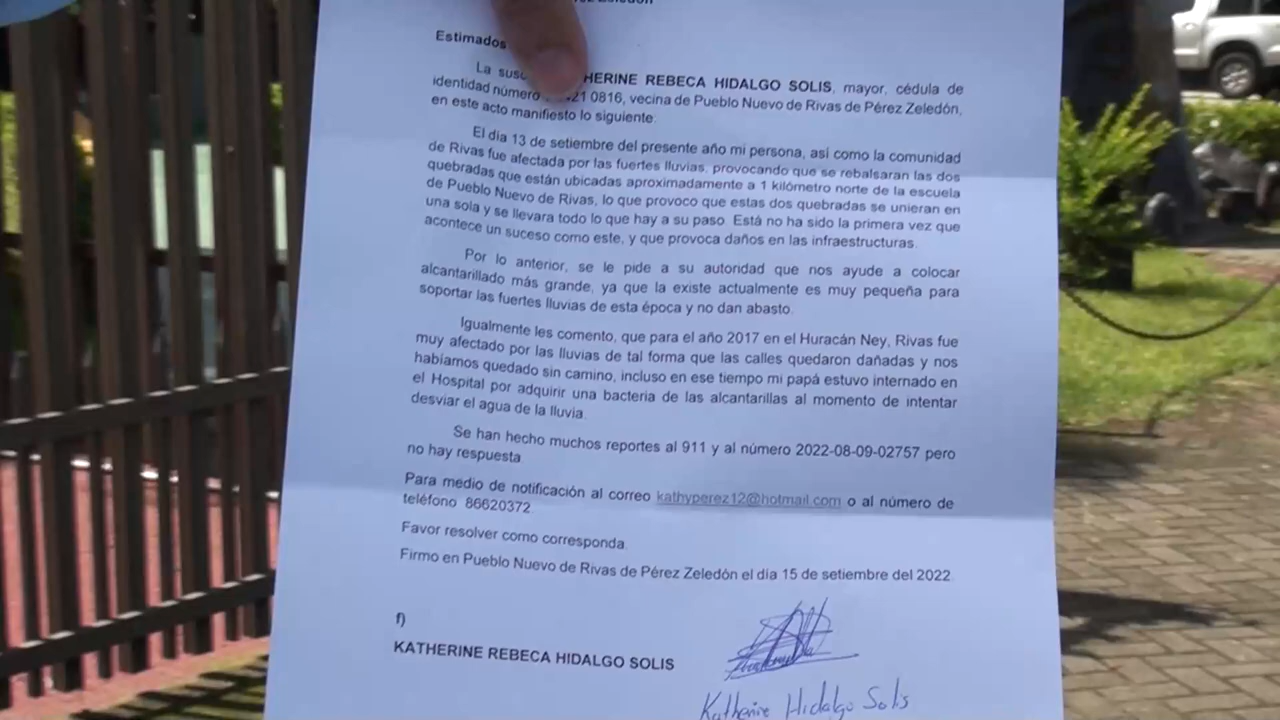 Estimados
La HERINE REBECA HIDALGO SOLIS, mayor, cédula de
identidad número 21 0816, vecina de Pueblo Nuevo de Rivas de Pérez Zeledón,
en este acto manifiesto lo siguiente:
El día 13 de setiembre del presente año mi persona, así como la comunidad
de Rivas fue afectada por las fuertes lluvias, provocando que se rebalsaran las dos
quebradas que están ubicadas aproximadamente a 1 kilómetro norte de la escuela
de Pueblo Nuevo de Rivas, lo que provoco que estas dos quebradas se unieran en
una sola y se llevara todo lo que hay a su paso. Está no ha sido la primera vez que
acontece un suceso como este, y que provoca daños en las infraestructuras.
Por lo anterior, se le pide a su autoridad que nos ayude a colocar
alcantarillado más grande, ya que la existe actualmente es muy pequeña para
soportar las fuertes lluvias de esta época y no dan abasto.
Igualmente les comento, que para el año 2017 en el Huracán Ney, Rivas fue
muy afectado por las lluvias de tal forma que las calles quedaron dañadas y nos
habíamos quedado sin camino, incluso en ese tiempo mi papá estuvo internado en
el Hospital por adquirir una bacteria de las alcantarillas al momento de intentar
desviar el agua de la lluvia.
Se han hecho muchos reportes al 911 y al número 2022-08-09-02757 pero
no hay respuesta
Para medio de notificación al correo kathyperez12@hotmail.com o al número de
teléfono 86620372.
Favor resolver como corresponda.
Firmo en Pueblo Nuevo de Rivas de Pérez Zeledón el día 15 de setiembre del 2022.
f)
KATHERINE REBECA HIDALGO SOLIS
Katherine Hidalgo Solis